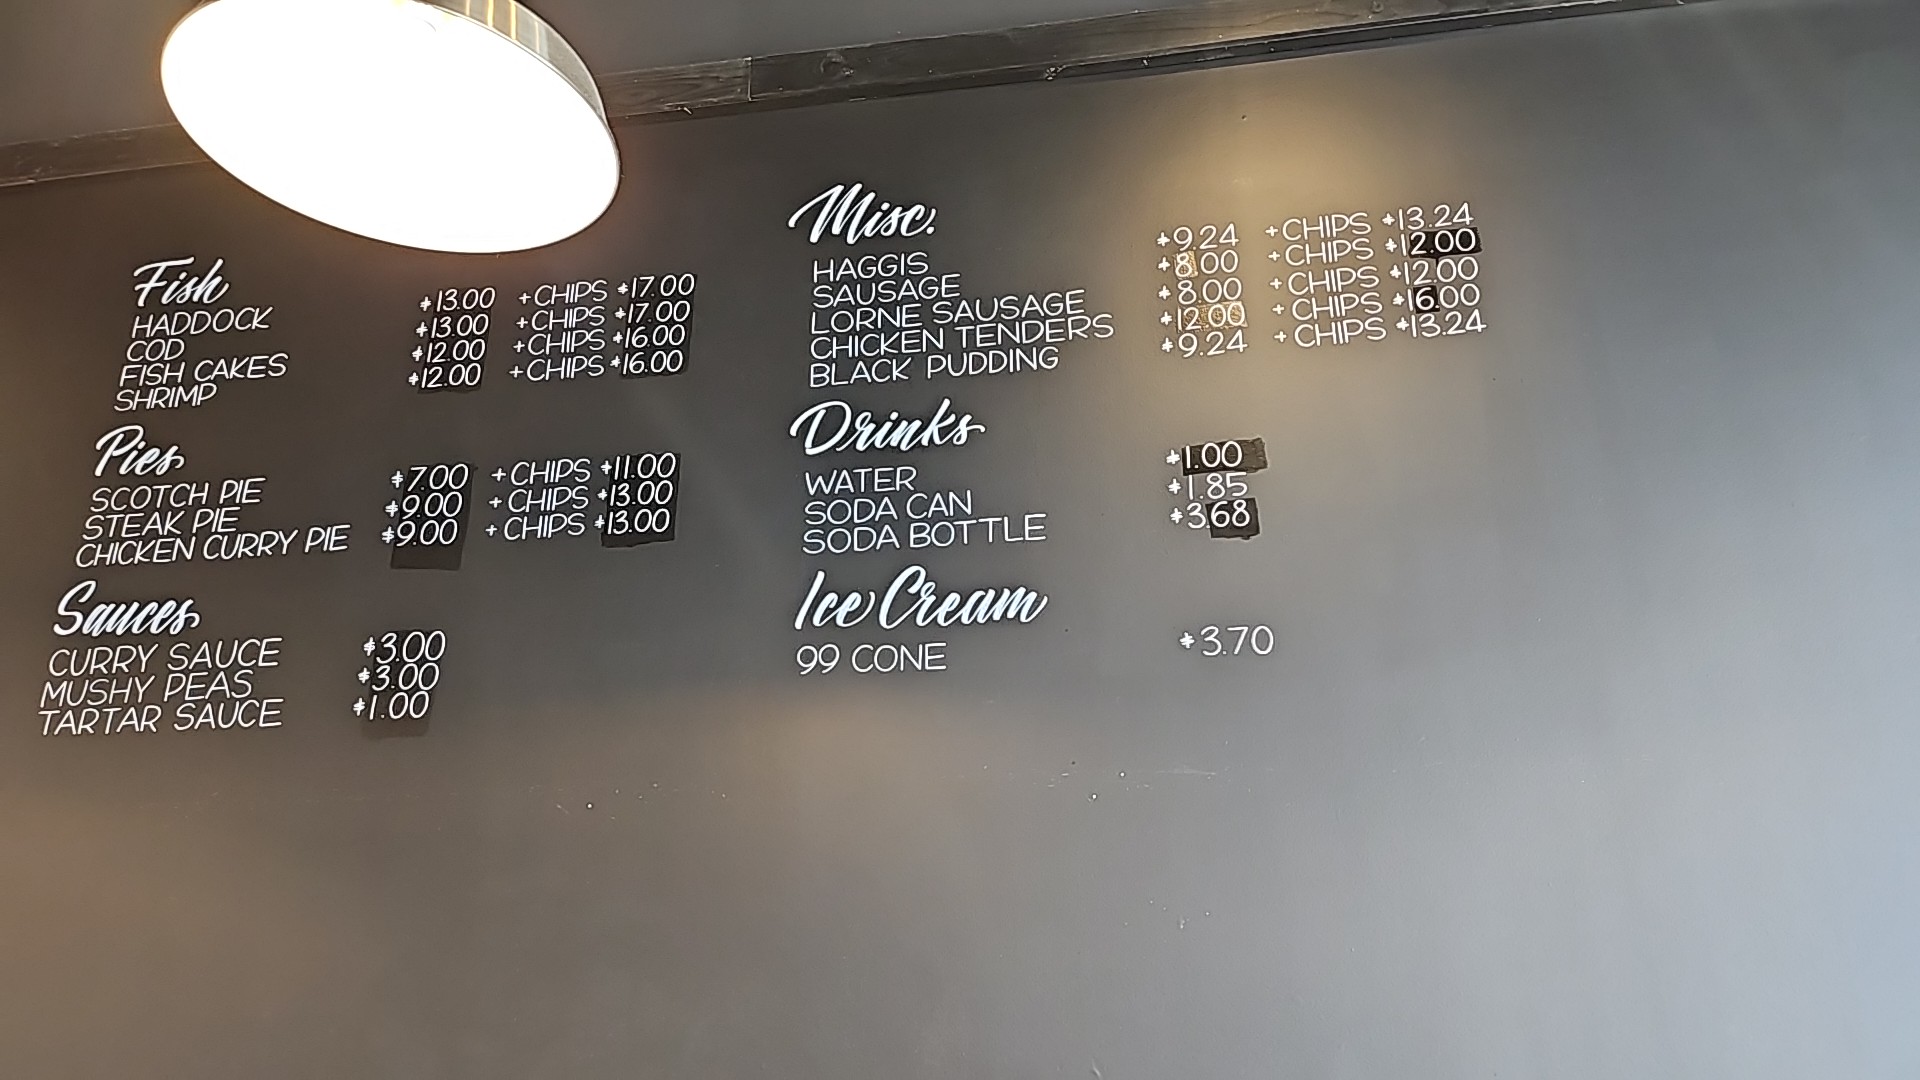 Fish
HADDOCK $13.00 +CHIPS $17.00
COD $13.00 +CHIPS $17.00
FISH CAKES $12.00 +CHIPS $16.00
SHRIMP $12.00 +CHIPS $16.00
Pies
SCOTCH PIE $7.00 +CHIPS $11.00
STEAK PIE $9.00 +CHIPS $13.00
CHICKEN CURRY PIE $9.00 +CHIPS $13.00
Sauces
CURRY SAUCE $3.00
MUSHY PEAS $3.00
TARTAR SAUCE $1.00
Misc.
HAGGIS $9.24 +CHIPS $13.24
SAUSAGE $8.00 +CHIPS $12.00
LORNE SAUSAGE $8.00 +CHIPS $12.00
CHICKEN TENDERS $12.00 +CHIPS $16.00
BLACK PUDDING $9.24 +CHIPS $13.24
Drinks
WATER $1.00
SODA CAN $1.85
SODA BOTTLE $3.68
Ice Cream
99 CONE $3.70